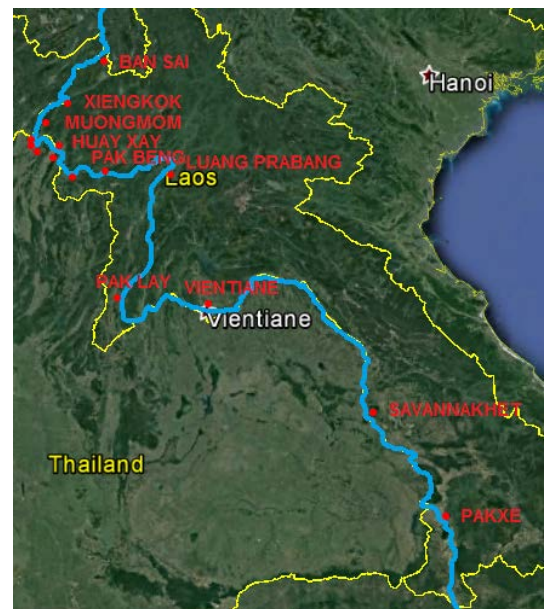 BAN SAI
Hanoi
XIENGKOK
MUONGMOM
HUAY XAY
PAK BENG
LUANG PRABANG
Laos
PAK LAY
VIENTIANE
Vientiane
SAVANNAKHET
Thailand
PAKXE